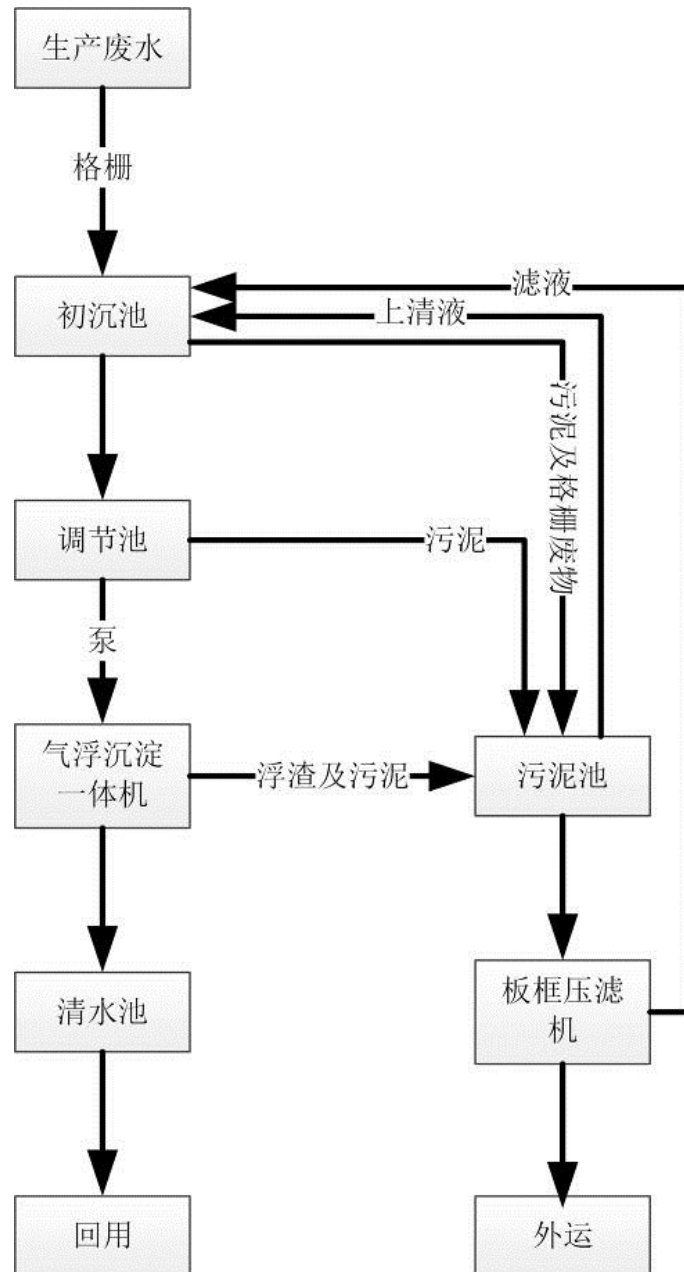 生产废水
格栅
滤液
初沉池
上清液
污泥及格栅废物
调节池
污泥
泵
气浮沉淀
一体机
浮渣及污泥
污泥池
清水池
板框压滤
机
回用
外运